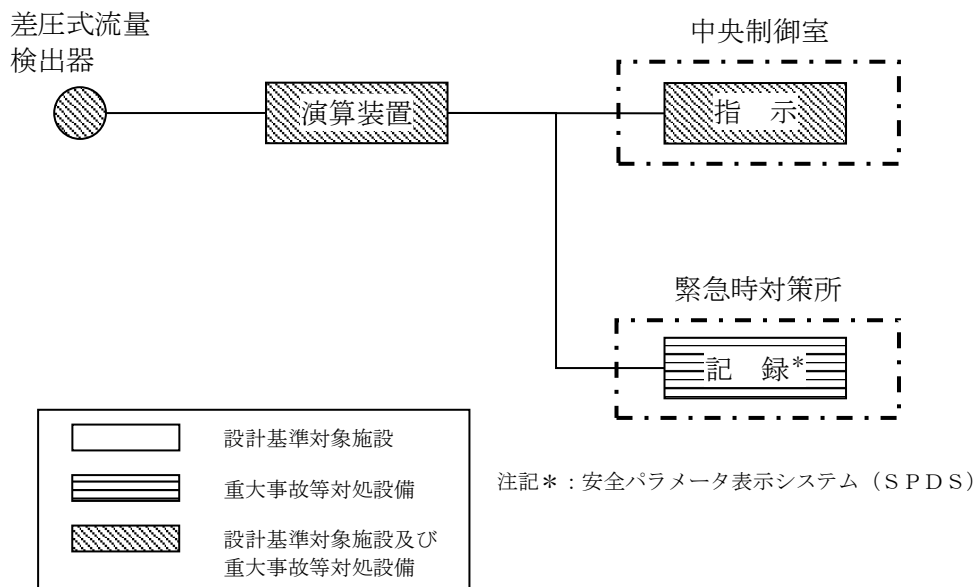 差圧式流量
検出器
演算装置
中央制御室
指　示
緊急時対策所
記　録*
設計基準対象施設
重大事故等対処設備
設計基準対象施設及び
重大事故等対処設備
注記＊：安全パラメータ表示システム（ＳＰＤＳ）